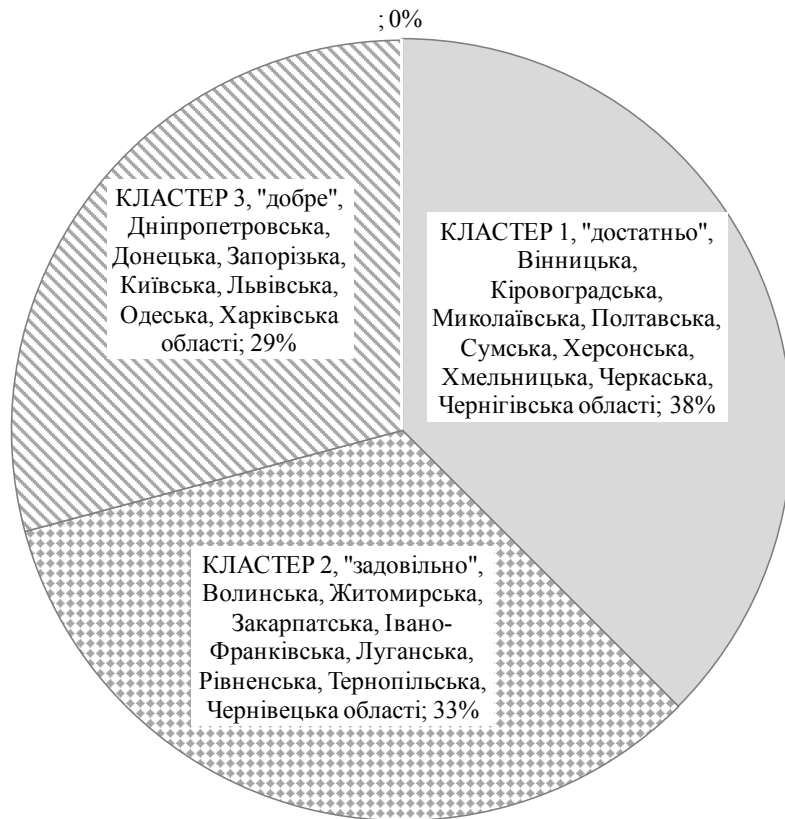 ; 0%
КЛАСТЕР 3, "добре",
Дніпропетровська,
Донецька, Запорізька,
Київська, Львівська,
Одеська, Харківська
області; 29%
КЛАСТЕР 1, "достатньо",
Вінницька,
Кіровоградська,
Миколаївська, Полтавська,
Сумська, Херсонська,
Хмельницька, Черкаська,
Чернігівська області; 38%
КЛАСТЕР 2, "задовільно",
Волинська, Житомирська,
Закарпатська, Івано-
Франківська, Луганська,
Рівненська, Тернопільська,
Чернівецька області; 33%